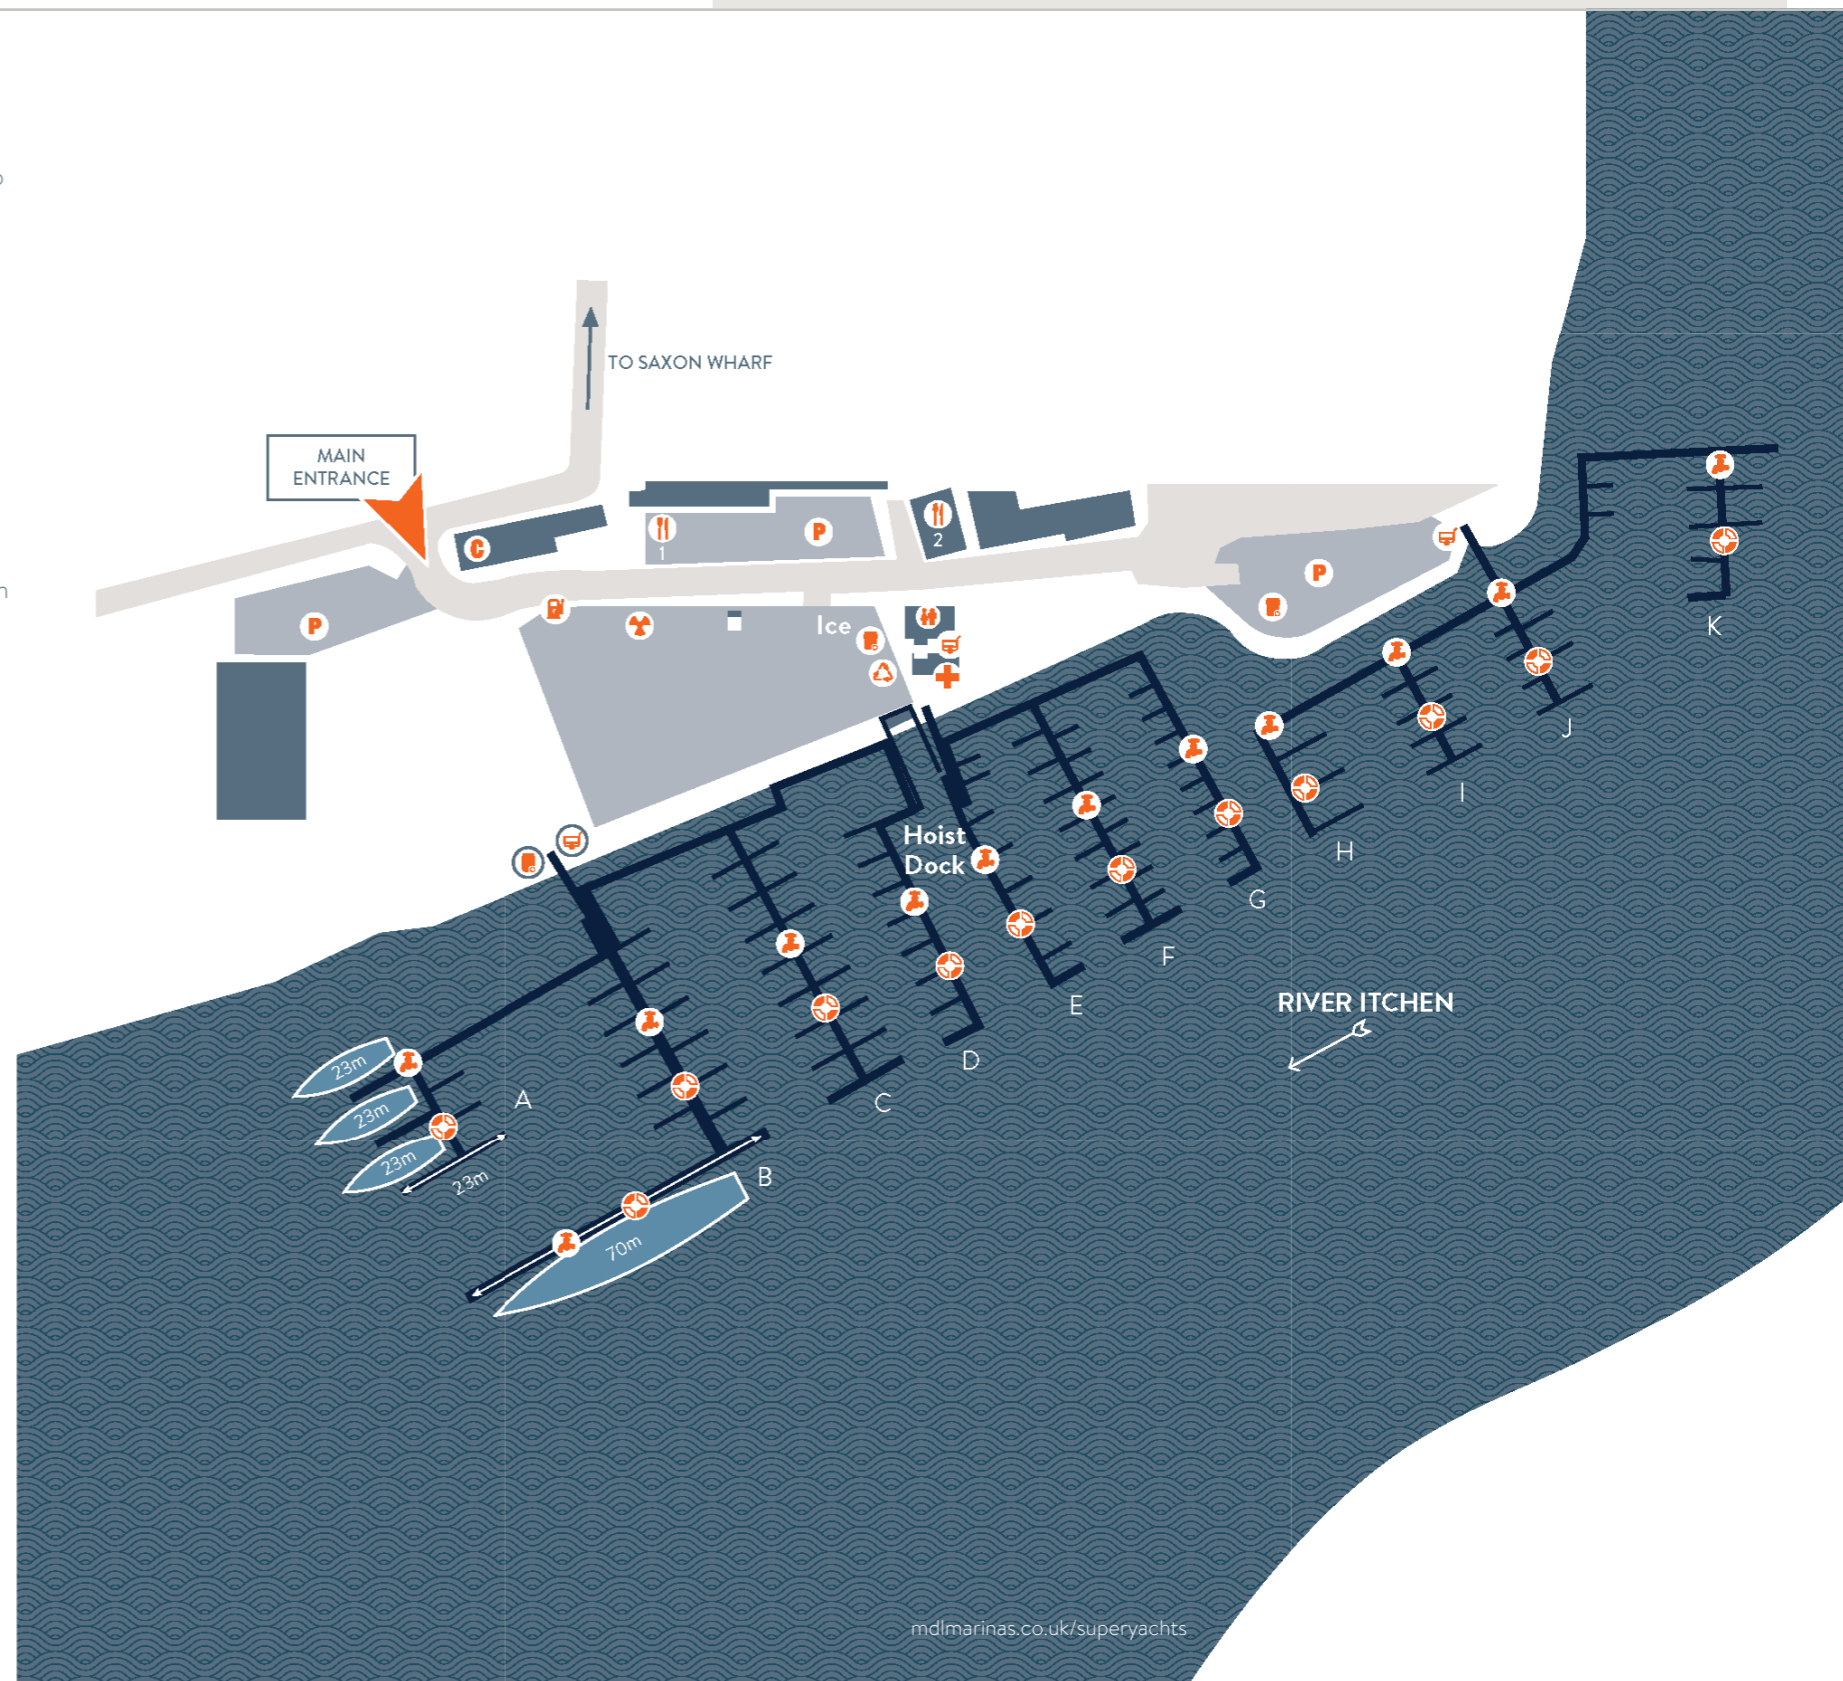 TO SAXON WHARF
MAIN
ENTRANCE
C
1
P
2
P
P
Ice
K
J
I
H
Hoist
Dock
G
F
E
RIVER ITCHEN
D
C
A
B
23m
23m
23m
23m
70m
mdlmarinas.co.uk/superyachts